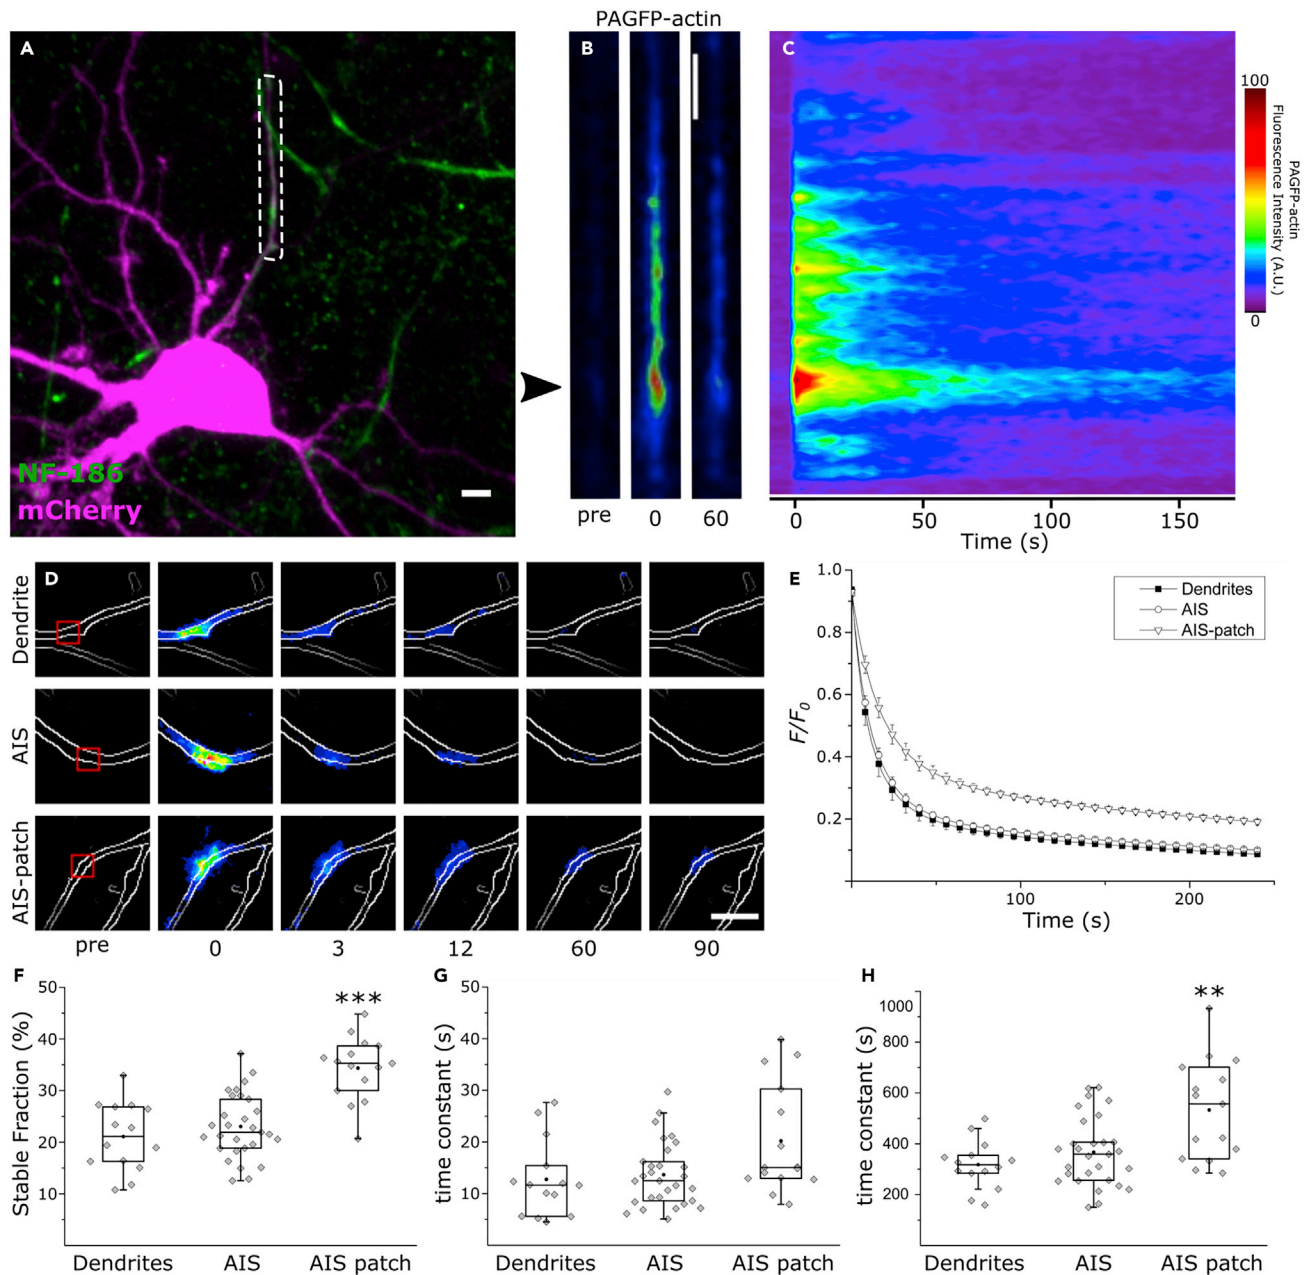 PAGFP-actin
A
B
C
NF-186
mCherry
pre 0 60
0 50 100 150
Time (s)
100
0
PAGFP-actin
Fluorescence Intensity (A.U.)
D
Dendrite
AIS
AIS-patch
pre 0 3 12 60 90
E
1.0
0.8
0.6
0.4
0.2
F/F0
100 200
Time (s)
Dendrites
AIS
AIS-patch
F
50
40
30
20
10
Stable Fraction (%)
***
Dendrites AIS AIS patch
G
50
40
30
20
10
time constant (s)
Dendrites AIS AIS patch
H
1000
800
600
400
200
time constant (s)
**
Dendrites AIS AIS patch